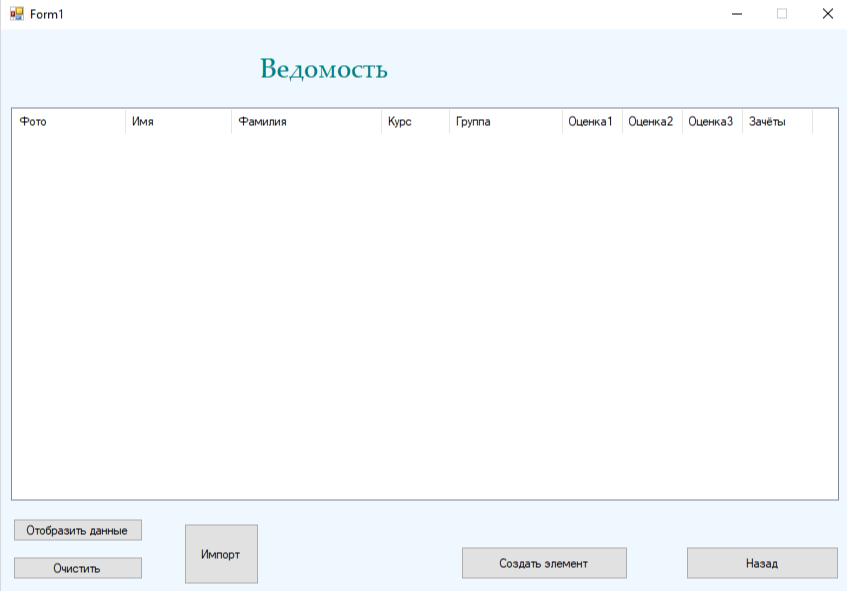 Form1
Ведомость
Фото Имя Фамилия Курс Группа Оценка1 Оценка2 Оценка3 Зачёты
Отобразить данные
Импорт
Создать элемент
Назад
Очистить